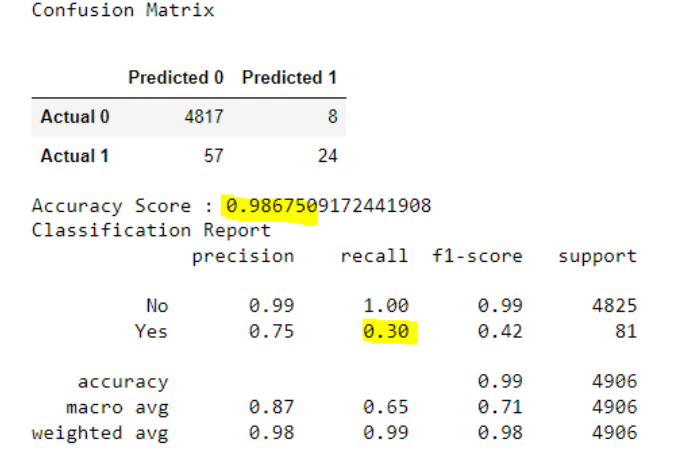 Confusion Matrix
Predicted 0 Predicted 1
Actual 0 4817 8
Actual 1 57 24
Accuracy Score : 0.9867509172441908
Classification Report
precision recall f1-score support
No 0.99 1.00 0.99 4825
Yes 0.75 0.30 0.42 81
accuracy 0.99 4906
macro avg 0.87 0.65 0.71 4906
weighted avg 0.98 0.99 0.98 4906